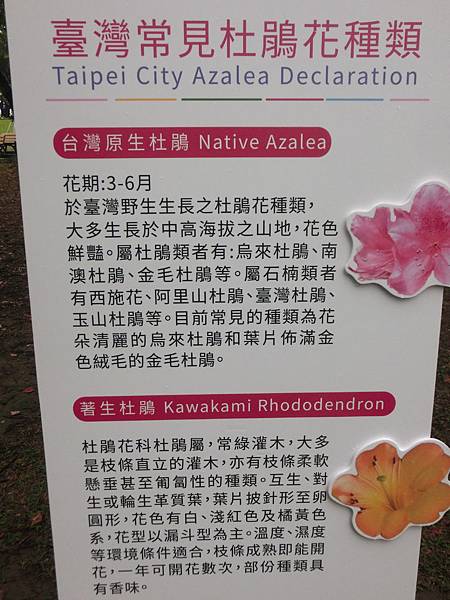 臺灣常見杜鵑花種類
Taipei City Azalea Declaration
台灣原生杜鵑 Native Azalea
花期:3-6月
於臺灣野生生長之杜鵑花種類，
大多生長於中高海拔之山地，花色
鮮豔。屬杜鵑類者有:烏來杜鵑、南
澳杜鵑、金毛杜鵑等。屬石楠類者
有西施花、阿里山杜鵑、臺灣杜鵑、
玉山杜鵑等。目前常見的種類為花
朵清麗的烏來杜鵑和葉片佈滿金
色絨毛的金毛杜鵑。
著生杜鵑 Kawakami Rhododendron
杜鵑花科杜鵑屬，常綠灌木，大多
是枝條直立的灌木，亦有枝條柔軟
懸垂甚至匍匐性的種類。互生、對
生或輪生革質葉，葉片披針形至卵
圓形，花色有白、淺紅色及橘黃色
系，花型以漏斗型為主。溫度、濕度
等環境條件適合，枝條成熟即能開
花，一年可開花數次，部份種類具
有香味。